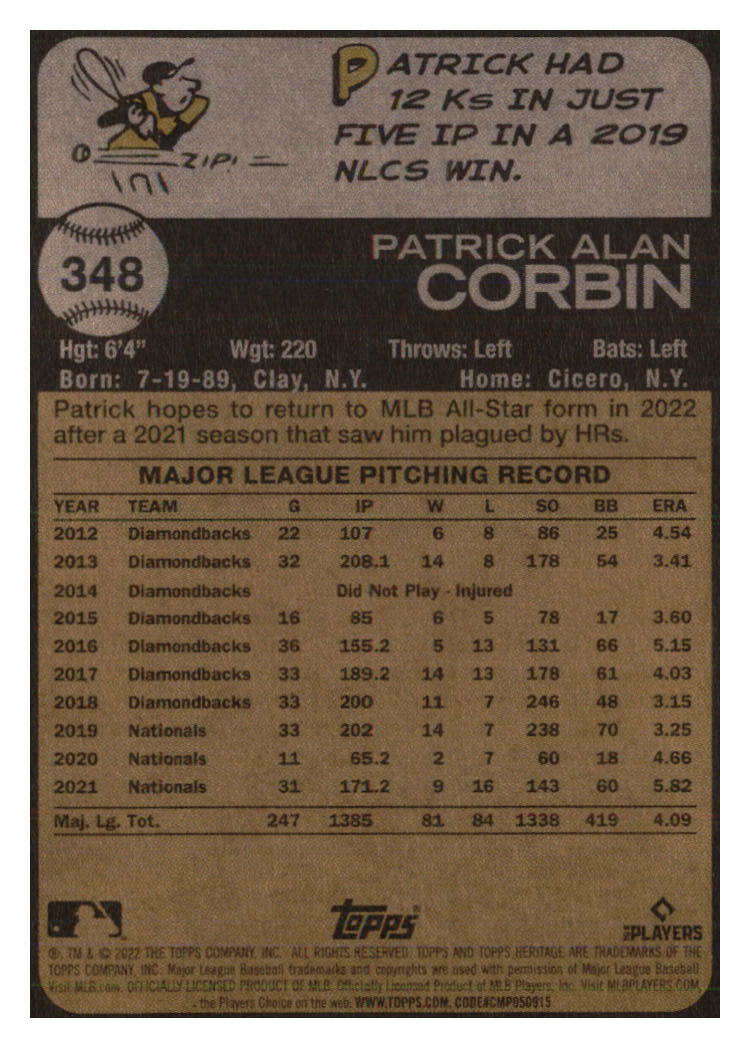 PATRICK HAD
12 Ks IN JUST
FIVE IP IN A 2019
NLCS WIN.
ZIP!
348
PATRICK ALAN
CORBIN
Hgt: 6'4" Wgt: 220 Throws: Left Bats: Left
Born: 7-19-89, Clay, N.Y. Home: Cicero, N.Y.
Patrick hopes to return to MLB All-Star form in 2022
after a 2021 season that saw him plagued by HRs.
MAJOR LEAGUE PITCHING RECORD
YEAR TEAM G IP W L SO BB ERA
2012 Diamondbacks 22 107 6 8 86 25 4.54
2013 Diamondbacks 32 208.1 14 8 178 54 3.41
2014 Diamondbacks Did Not Play - Injured
2015 Diamondbacks 16 85 6 5 78 17 3.60
2016 Diamondbacks 36 155.2 5 13 131 66 5.15
2017 Diamondbacks 33 189.2 14 13 178 61 4.03
2018 Diamondbacks 33 200 11 7 246 48 3.15
2019 Nationals 33 202 14 7 238 70 3.25
2020 Nationals 11 65.2 2 7 60 18 4.66
2021 Nationals 31 171.2 9 16 143 60 5.82
Maj. Lg. Tot. 247 1385 81 84 1338 419 4.09
Topps
PLAYERS
®, TM & © 2022 THE TOPPS COMPANY, INC. ALL RIGHTS RESERVED. TOPPS AND TOPPS HERITAGE ARE TRADEMARKS OF THE
TOPPS COMPANY, INC. Major League Baseball trademarks and copyrights are used with permission of Major League Baseball.
Visit MLB.com. OFFICIALLY LICENSED PRODUCT OF MLB. Officially Licensed Product of MLB Players, Inc. Visit MLBPLAYERS.COM,
the Players Choice on the web. WWW.TOPPS.COM. CODE#CMP050915